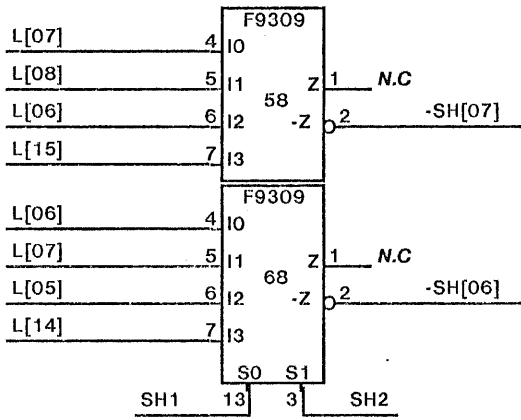 F9309
L[07] 4 I0
L[08] 5 I1 Z 1 N.C
58
L[06] 6 I2 -Z 2 -SH[07]
L[15] 7 I3
F9309
L[06] 4 I0
L[07] 5 I1 Z 1 N.C
68
L[05] 6 I2 -Z 2 -SH[06]
L[14] 7 I3
S0 S1
SH1 13 3 SH2